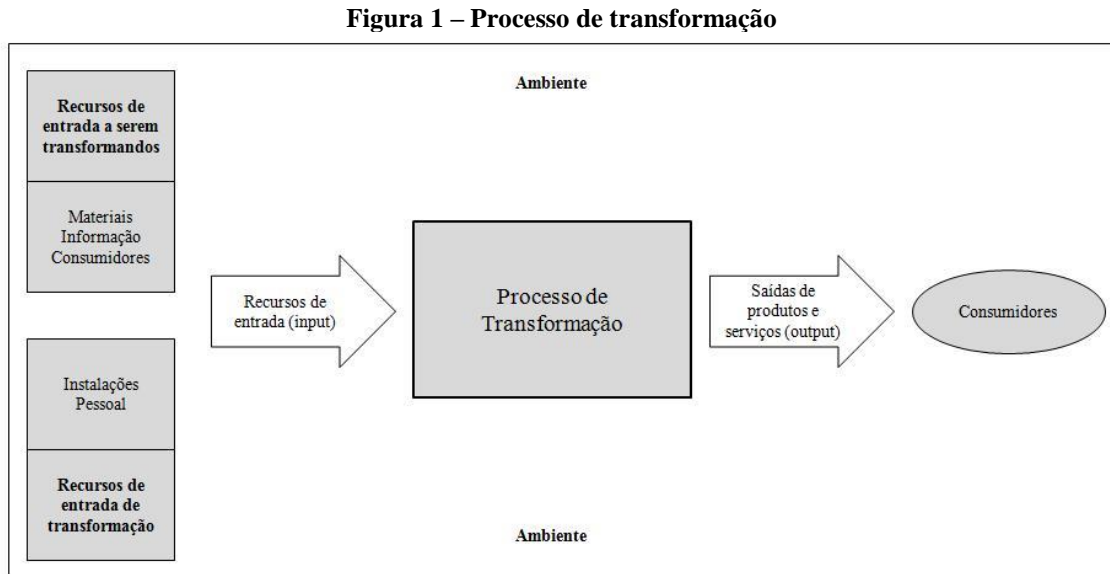 Figura 1 – Processo de transformação
Ambiente
Recursos de
entrada a serem
transformandos
Materiais
Informação
Consumidores
Recursos de
entrada (input)
Processo de
Transformação
Saídas de
produtos e
serviços (output)
Consumidores
Instalações
Pessoal
Recursos de
entrada de
transformação
Ambiente